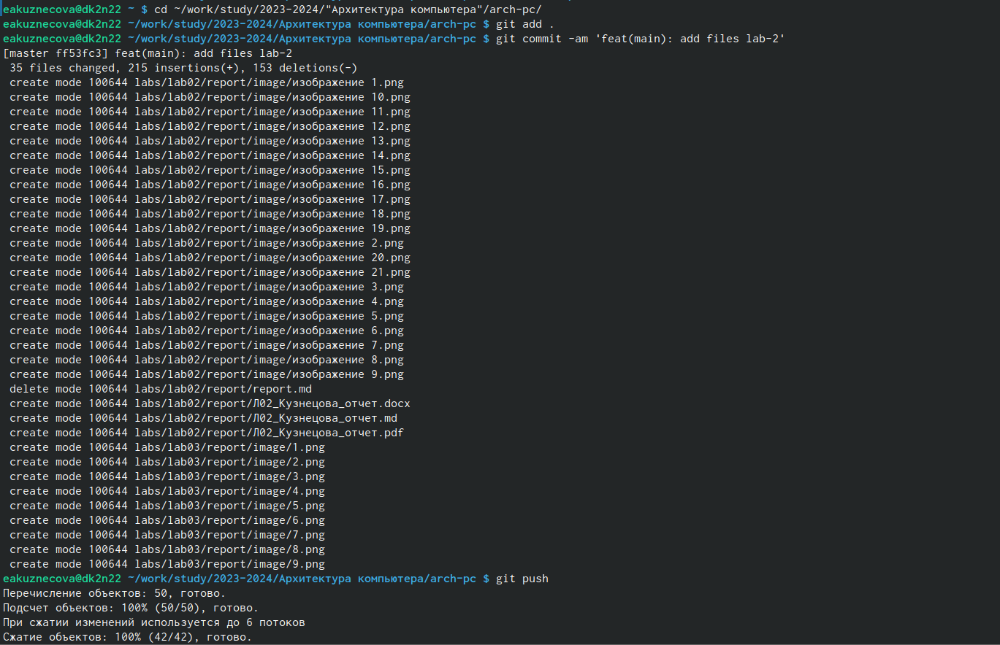 eakuznecova@dk2n22 ~ $ cd ~/work/study/2023-2024/"Архитектура компьютера"/arch-pc/
eakuznecova@dk2n22 ~/work/study/2023-2024/Архитектура компьютера/arch-pc $ git add .
eakuznecova@dk2n22 ~/work/study/2023-2024/Архитектура компьютера/arch-pc $ git commit -am 'feat(main): add files lab-2'
[master ff53fc3] feat(main): add files lab-2
 35 files changed, 215 insertions(+), 153 deletions(-)
 create mode 100644 labs/lab02/report/image/изображение 1.png
 create mode 100644 labs/lab02/report/image/изображение 10.png
 create mode 100644 labs/lab02/report/image/изображение 11.png
 create mode 100644 labs/lab02/report/image/изображение 12.png
 create mode 100644 labs/lab02/report/image/изображение 13.png
 create mode 100644 labs/lab02/report/image/изображение 14.png
 create mode 100644 labs/lab02/report/image/изображение 15.png
 create mode 100644 labs/lab02/report/image/изображение 16.png
 create mode 100644 labs/lab02/report/image/изображение 17.png
 create mode 100644 labs/lab02/report/image/изображение 18.png
 create mode 100644 labs/lab02/report/image/изображение 19.png
 create mode 100644 labs/lab02/report/image/изображение 2.png
 create mode 100644 labs/lab02/report/image/изображение 20.png
 create mode 100644 labs/lab02/report/image/изображение 21.png
 create mode 100644 labs/lab02/report/image/изображение 3.png
 create mode 100644 labs/lab02/report/image/изображение 4.png
 create mode 100644 labs/lab02/report/image/изображение 5.png
 create mode 100644 labs/lab02/report/image/изображение 6.png
 create mode 100644 labs/lab02/report/image/изображение 7.png
 create mode 100644 labs/lab02/report/image/изображение 8.png
 create mode 100644 labs/lab02/report/image/изображение 9.png
 delete mode 100644 labs/lab02/report/report.md
 create mode 100644 labs/lab02/report/Л02_Кузнецова_отчет.docx
 create mode 100644 labs/lab02/report/Л02_Кузнецова_отчет.md
 create mode 100644 labs/lab02/report/Л02_Кузнецова_отчет.pdf
 create mode 100644 labs/lab03/report/image/1.png
 create mode 100644 labs/lab03/report/image/2.png
 create mode 100644 labs/lab03/report/image/3.png
 create mode 100644 labs/lab03/report/image/4.png
 create mode 100644 labs/lab03/report/image/5.png
 create mode 100644 labs/lab03/report/image/6.png
 create mode 100644 labs/lab03/report/image/7.png
 create mode 100644 labs/lab03/report/image/8.png
 create mode 100644 labs/lab03/report/image/9.png
eakuznecova@dk2n22 ~/work/study/2023-2024/Архитектура компьютера/arch-pc $ git push
Перечисление объектов: 50, готово.
Подсчет объектов: 100% (50/50), готово.
При сжатии изменений используется до 6 потоков
Сжатие объектов: 100% (42/42), готово.